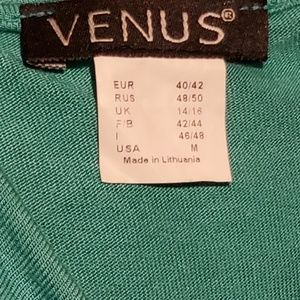 VENUS®
EUR 40/42
RUS 48/50
UK 14/16
F/B 42/44
I 46/48
USA M
Made in Lithuania